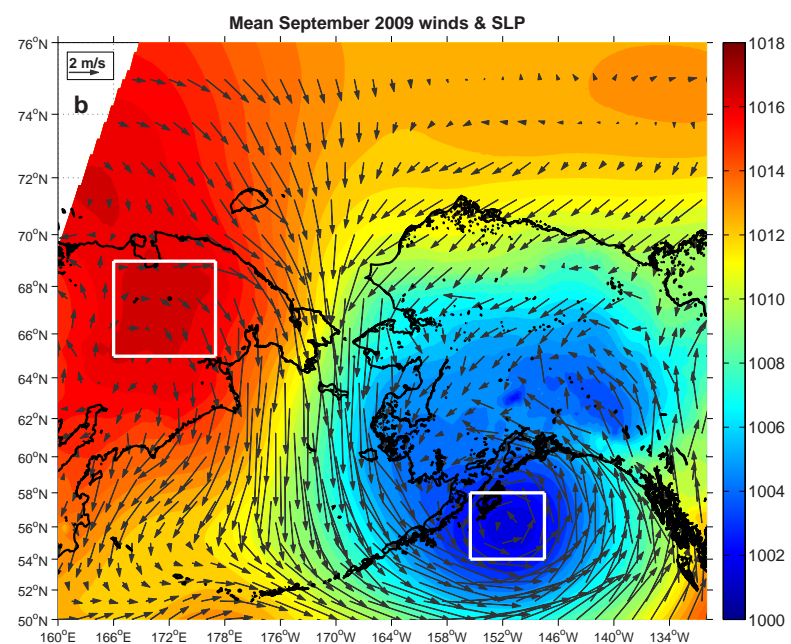 Mean September 2009 winds & SLP
2 m/s
b
76°N
74°N
72°N
70°N
68°N
66°N
64°N
62°N
60°N
58°N
56°N
54°N
52°N
50°N
160°E 166°E 172°E 178°E 176°W 170°W 164°W 158°W 152°W 146°W 140°W 134°W
1018
1016
1014
1012
1010
1008
1006
1004
1002
1000